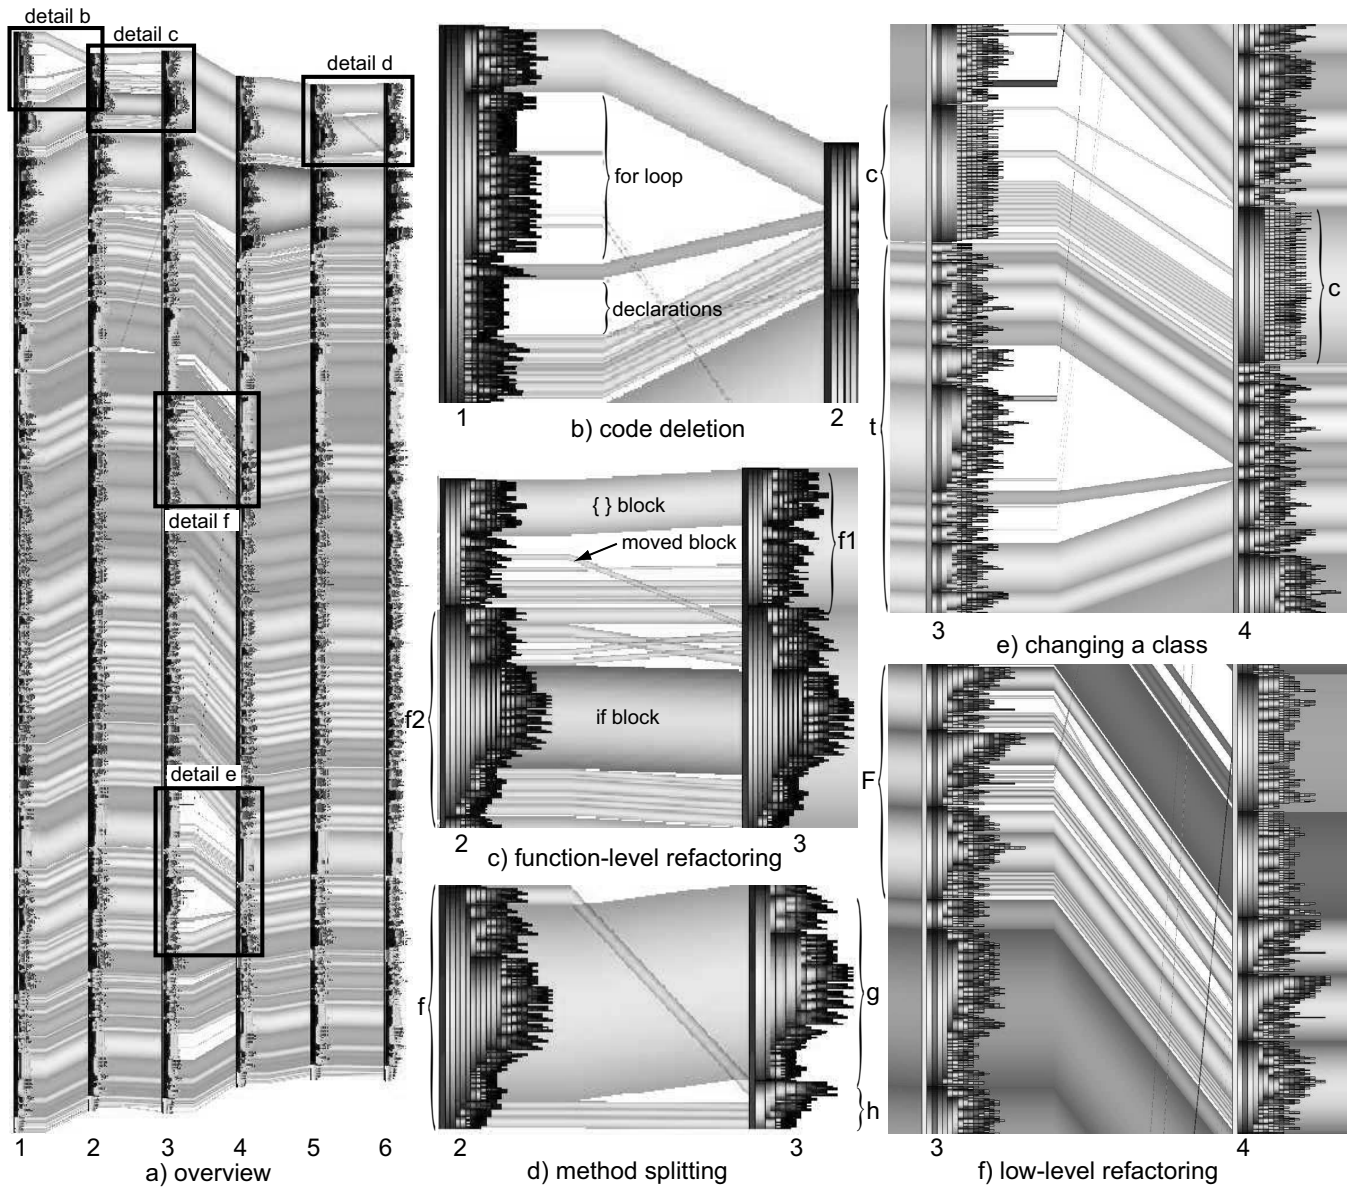 detail b
detail c
detail d
detail f
detail e
1 2 3 4 5 6
a) overview
for loop
declarations
1 2
b) code deletion
{ } block
moved block
f1
f2
if block
2 3
c) function-level refactoring
f
g
h
2 3
d) method splitting
c
t
c
3 4
e) changing a class
F
3 4
f) low-level refactoring